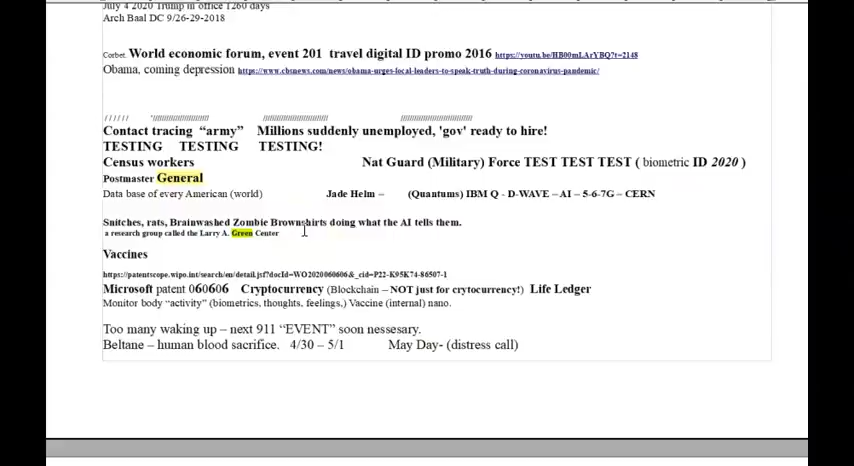 July 4 2020 Trump in office 1260 days
Arch Baal DC 9/26-29-2018
Corbet. World economic forum, event 201 travel digital ID promo 2016 https://youtu.be/HB00mLArYBQ?t=2148
Obama, coming depression https://www.cbsnews.com/news/obama-urges-local-leaders-to-speak-truth-during-coronavirus-pandemic/
Contact tracing “army” Millions suddenly unemployed, 'gov' ready to hire!
TESTING TESTING TESTING!
Census workers Nat Guard (Military) Force TEST TEST TEST ( biometric ID 2020 )
Postmaster General
Data base of every American (world) Jade Helm – (Quantums) IBM Q - D-WAVE – AI – 5-6-7G – CERN
Snitches, rats, Brainwashed Zombie Brownshirts doing what the AI tells them.
a research group called the Larry A. Green Center
Vaccines
https://patentscope.wipo.int/search/en/detail.jsf?docId=WO2020060606&_cid=P22-K95K74-86507-1
Microsoft patent 060606 Cryptocurrency (Blockchain – NOT just for crytocurrency!) Life Ledger
Monitor body “activity” (biometrics, thoughts, feelings,) Vaccine (internal) nano.
Too many waking up – next 911 “EVENT” soon nessesary.
Beltane – human blood sacrifice. 4/30 – 5/1 May Day- (distress call)